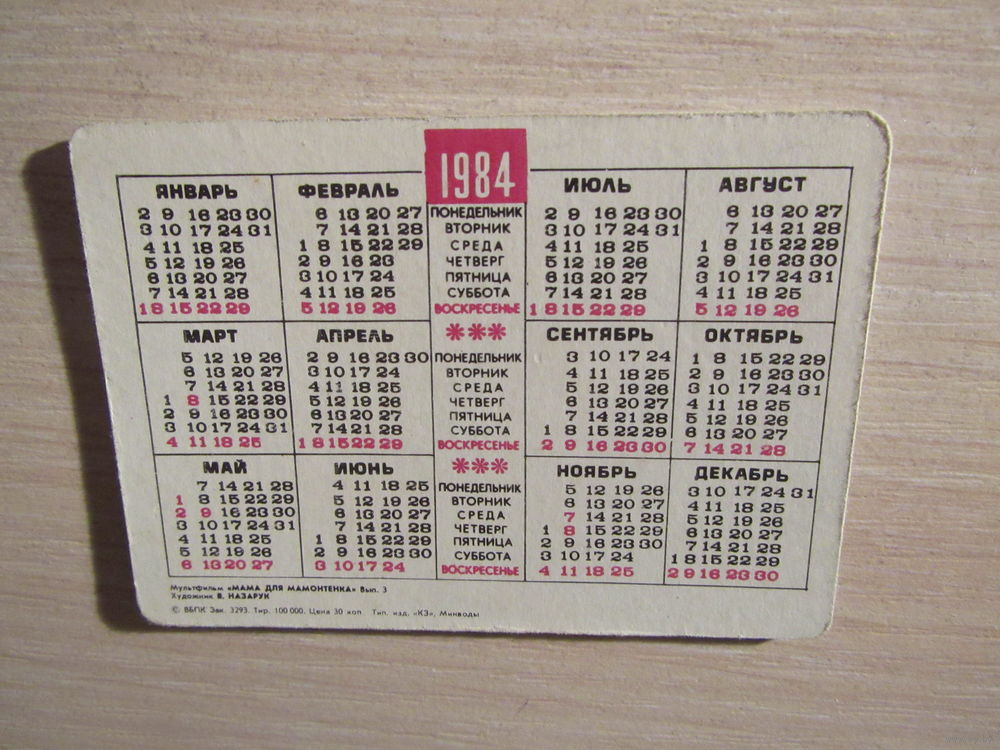 1984
ЯНВАРЬ ФЕВРАЛЬ ИЮЛЬ АВГУСТ
2 9 16 23 30 6 13 20 27 ПОНЕДЕЛЬНИК 2 9 16 23 30 6 13 20 27
3 10 17 24 31 7 14 21 28 ВТОРНИК 3 10 17 24 31 7 14 21 28
4 11 18 25 1 8 15 22 29 СРЕДА 4 11 18 25 1 8 15 22 29
5 12 19 26 2 9 16 23 ЧЕТВЕРГ 5 12 19 26 2 9 16 23 30
6 13 20 27 3 10 17 24 ПЯТНИЦА 6 13 20 27 3 10 17 24 31
7 14 21 28 4 11 18 25 СУББОТА 7 14 21 28 4 11 18 25
1 8 15 22 29 5 12 19 26 ВОСКРЕСЕНЬЕ 1 8 15 22 29 5 12 19 26
МАРТ АПРЕЛЬ *** СЕНТЯБРЬ ОКТЯБРЬ
5 12 19 26 2 9 16 23 30 ПОНЕДЕЛЬНИК 3 10 17 24 1 8 15 22 29
6 13 20 27 3 10 17 24 ВТОРНИК 4 11 18 25 2 9 16 23 30
7 14 21 28 4 11 18 25 СРЕДА 5 12 19 26 3 10 17 24 31
1 8 15 22 29 5 12 19 26 ЧЕТВЕРГ 6 13 20 27 4 11 18 25
2 9 16 23 30 6 13 20 27 ПЯТНИЦА 7 14 21 28 5 12 19 26
3 10 17 24 31 7 14 21 28 СУББОТА 1 8 15 22 29 6 13 20 27
4 11 18 25 1 8 15 22 29 ВОСКРЕСЕНЬЕ 2 9 16 23 30 7 14 21 28
МАЙ ИЮНЬ *** НОЯБРЬ ДЕКАБРЬ
7 14 21 28 4 11 18 25 ПОНЕДЕЛЬНИК 5 12 19 26 3 10 17 24 31
1 8 15 22 29 5 12 19 26 ВТОРНИК 6 13 20 27 4 11 18 25
2 9 16 23 30 6 13 20 27 СРЕДА 7 14 21 28 5 12 19 26
3 10 17 24 31 7 14 21 28 ЧЕТВЕРГ 1 8 15 22 29 6 13 20 27
4 11 18 25 1 8 15 22 29 ПЯТНИЦА 2 9 16 23 30 7 14 21 28
5 12 19 26 2 9 16 23 30 СУББОТА 3 10 17 24 1 8 15 22 29
6 13 20 27 3 10 17 24 ВОСКРЕСЕНЬЕ 4 11 18 25 2 9 16 23 30
Мультфильм «МАМА ДЛЯ МАМОНТЕНКА» Вып. 3
Художник В. НАЗАРУК
© ВБПК Зак. 3293. Тир. 100 000. Цена 30 коп Тип. изд. «КЗ», Минводы